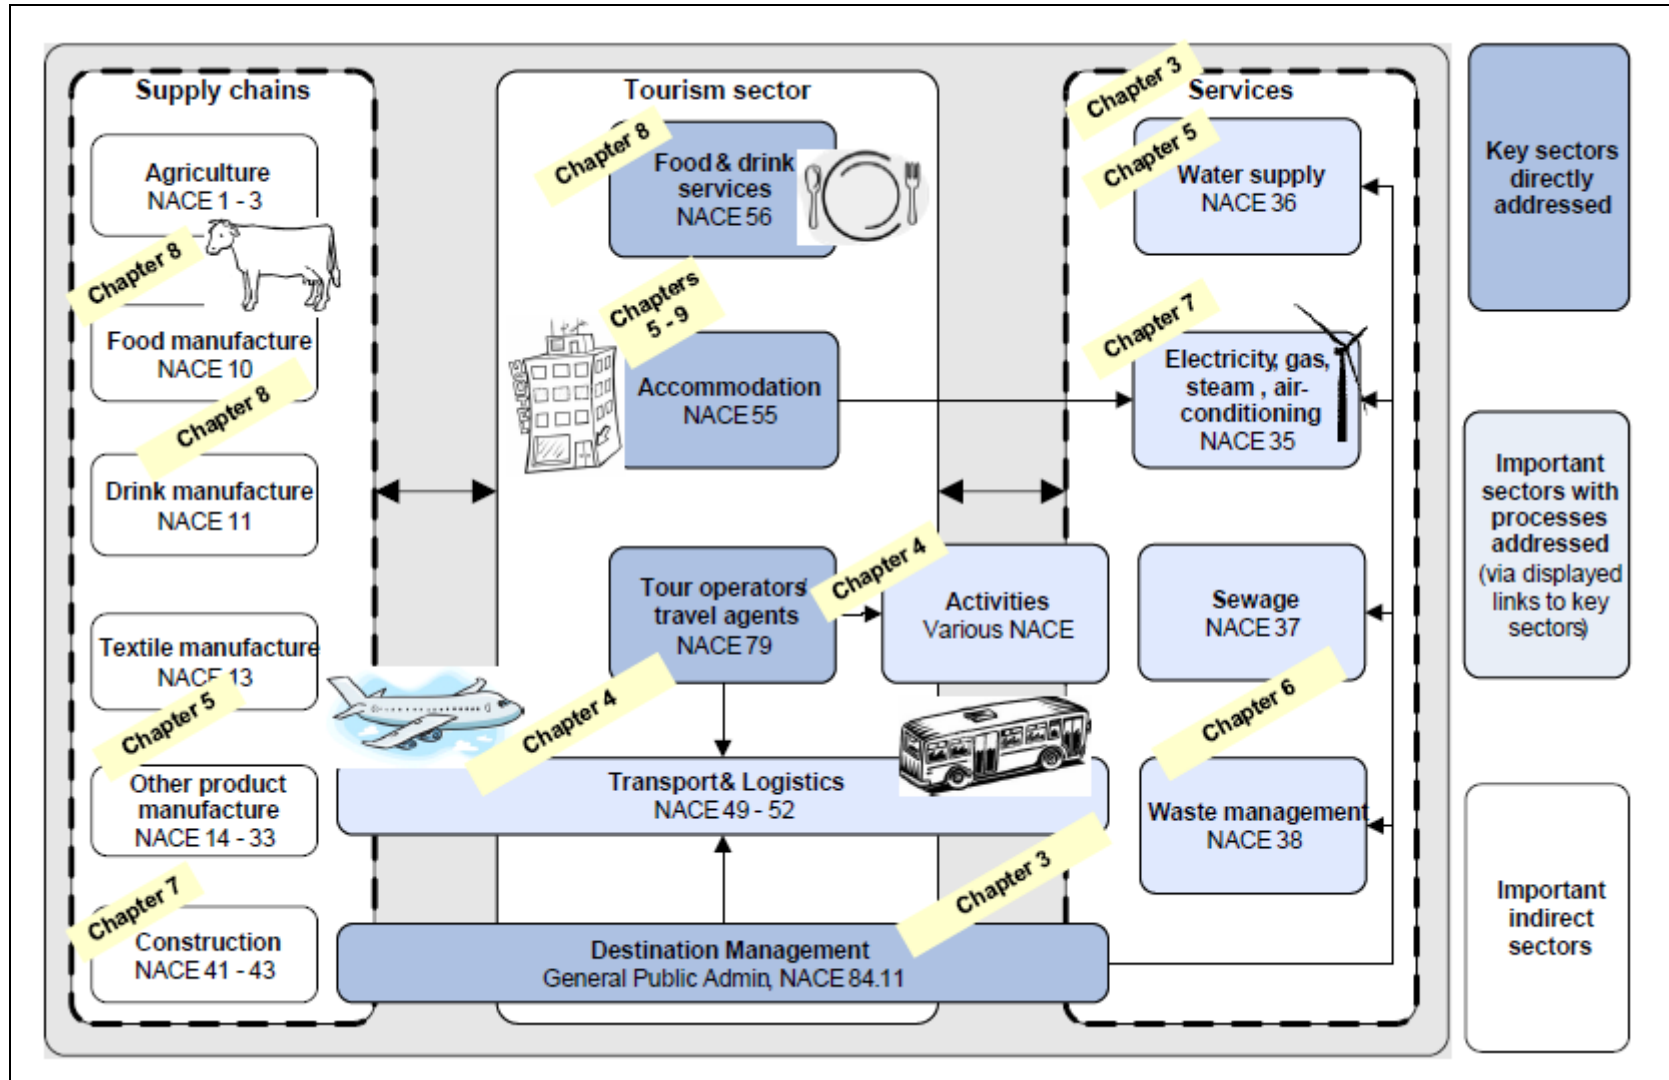 Supply chains
Agriculture
NACE 1 - 3
Chapter 8
Food manufacture
NACE 10
Chapter 8
Drink manufacture
NACE 11
Textile manufacture
NACE 13
Chapter 5
Other product
manufacture
NACE 14 - 33
Chapter 7
Construction
NACE 41 - 43
Tourism sector
Chapter 8
Food & drink
services
NACE 56
Chapters
5 - 9
Accommodation
NACE 55
Tour operators/
travel agents
NACE 79
Chapter 4
Activities
Various NACE
Chapter 4
Transport & Logistics
NACE 49 - 52
Chapter 3
Destination Management
General Public Admin, NACE 84.11
Chapter 3
Services
Chapter 5
Water supply
NACE 36
Chapter 7
Electricity, gas,
steam , air-
conditioning
NACE 35
Sewage
NACE 37
Chapter 6
Waste management
NACE 38
Key sectors
directly
addressed
Important
sectors with
processes
addressed
(via displayed
links to key
sectors)
Important
indirect
sectors